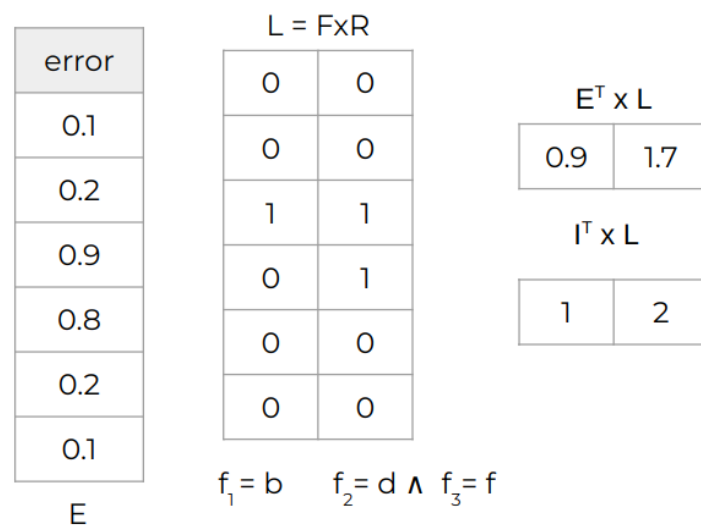 error
0.1
0.2
0.9
0.8
0.2
0.1
E
L = FxR
0 0
0 0
1 1
0 1
0 0
0 0
f₁ = b f₂ = d ∧ f₃ = f
Eᵀ x L
0.9 1.7
Iᵀ x L
1 2